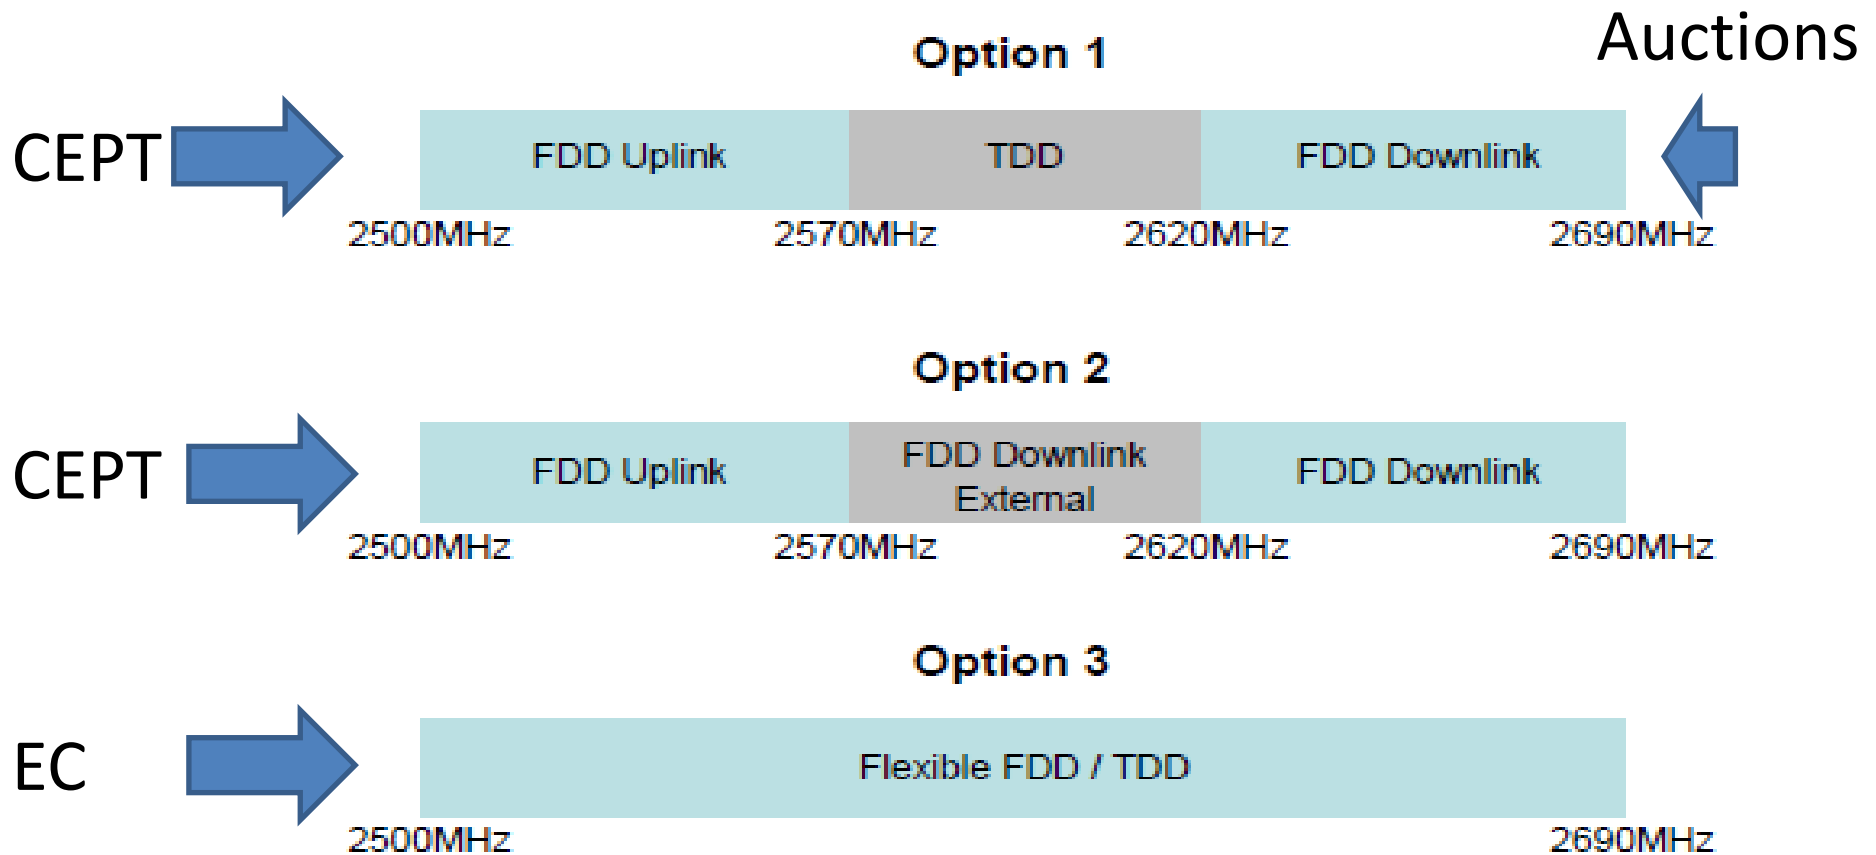 Auctions
Option 1
CEPT
FDD Uplink
TDD
FDD Downlink
2500MHz
2570MHz
2620MHz
2690MHz
Option 2
CEPT
FDD Uplink
FDD Downlink
External
FDD Downlink
2500MHz
2570MHz
2620MHz
2690MHz
Option 3
EC
Flexible FDD / TDD
2500MHz
2690MHz